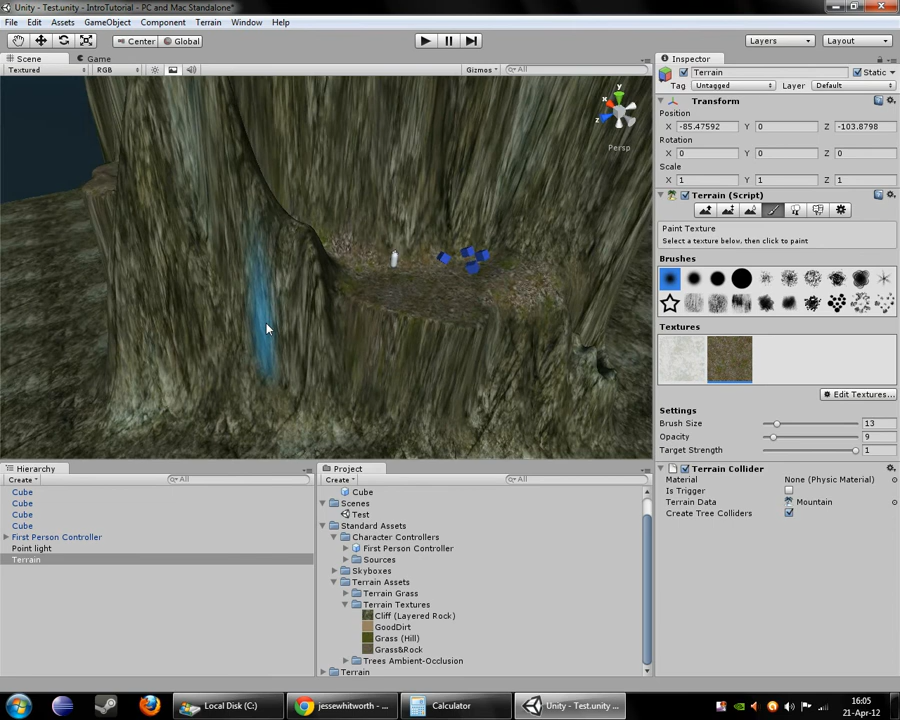 Unity - Test.unity - IntroTutorial - PC and Mac Standalone*
File Edit Assets GameObject Component Terrain Window Help
Center Global Layers Layout
Scene Game
Textured RGB Gizmos All
y
x
z
Persp
Inspector
Terrain Static
Tag Untagged Layer Default
Transform
Position
X -85.47592 Y 0 Z -103.8798
Rotation
X 0 Y 0 Z 0
Scale
X 1 Y 1 Z 1
Terrain (Script)
Paint Texture
Select a texture below, then click to paint
Brushes
Textures
Edit Textures...
Settings
Brush Size 13
Opacity 9
Target Strength 1
Terrain Collider
Material None (Physic Material)
Is Trigger
Terrain Data Mountain
Create Tree Colliders
Hierarchy
Create All
Cube
Cube
Cube
Cube
First Person Controller
Point light
Terrain
Project
Create All
Cube
Scenes
Test
Standard Assets
Character Controllers
First Person Controller
Sources
Skyboxes
Terrain Assets
Terrain Grass
Terrain Textures
Cliff (Layered Rock)
GoodDirt
Grass (Hill)
Grass&Rock
Trees Ambient-Occlusion
Terrain
Local Disk (C:) jessewhitworth - ... Calculator Unity - Test.unity ...
16:05
21-Apr-12